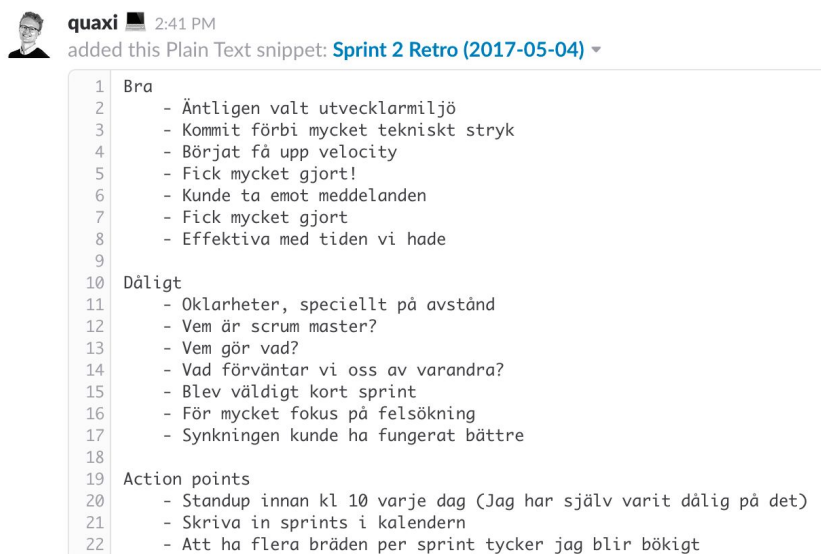 quaxi 2:41 PM
added this Plain Text snippet: Sprint 2 Retro (2017-05-04)
1 Bra
2 - Äntligen valt utvecklarmiljö
3 - Kommit förbi mycket tekniskt stryk
4 - Börjat få upp velocity
5 - Fick mycket gjort!
6 - Kunde ta emot meddelanden
7 - Fick mycket gjort
8 - Effektiva med tiden vi hade
9
10 Dåligt
11 - Oklarheter, speciellt på avstånd
12 - Vem är scrum master?
13 - Vem gör vad?
14 - Vad förväntar vi oss av varandra?
15 - Blev väldigt kort sprint
16 - För mycket fokus på felsökning
17 - Synkningen kunde ha fungerat bättre
18
19 Action points
20 - Standup innan kl 10 varje dag (Jag har själv varit dålig på det)
21 - Skriva in sprints i kalendern
22 - Att ha flera bräden per sprint tycker jag blir bökigt